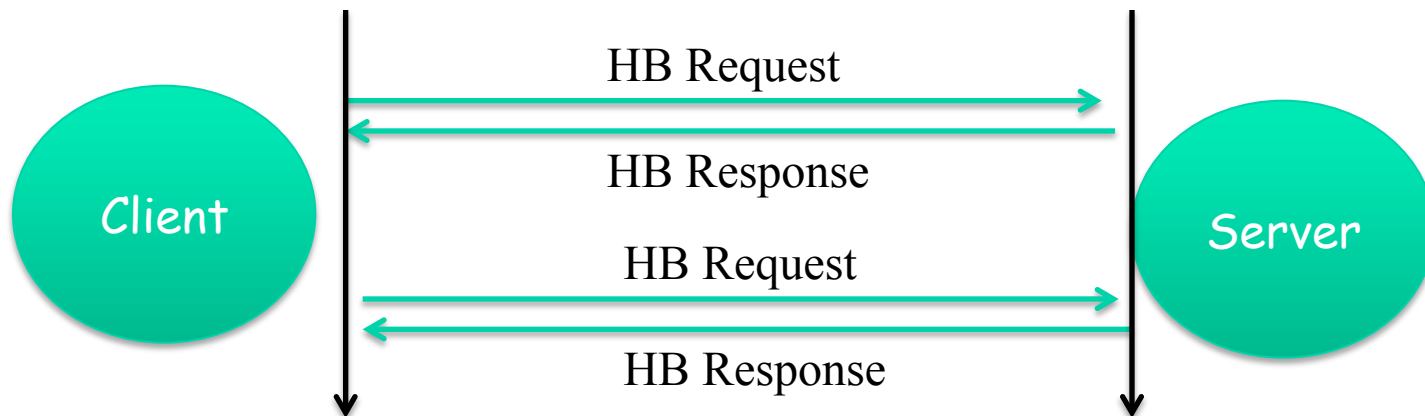 HB Request
HB Response
Client
Server
HB Request
HB Response